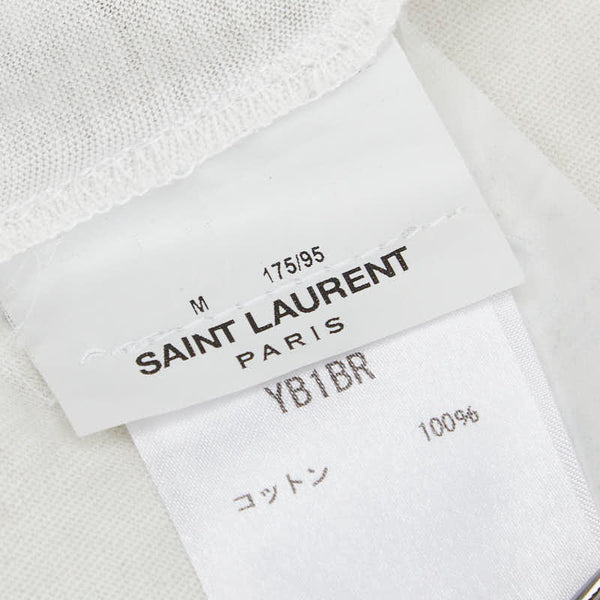 M 175/95
SAINT LAURENT
PARIS
YB1BR
コットン 100%